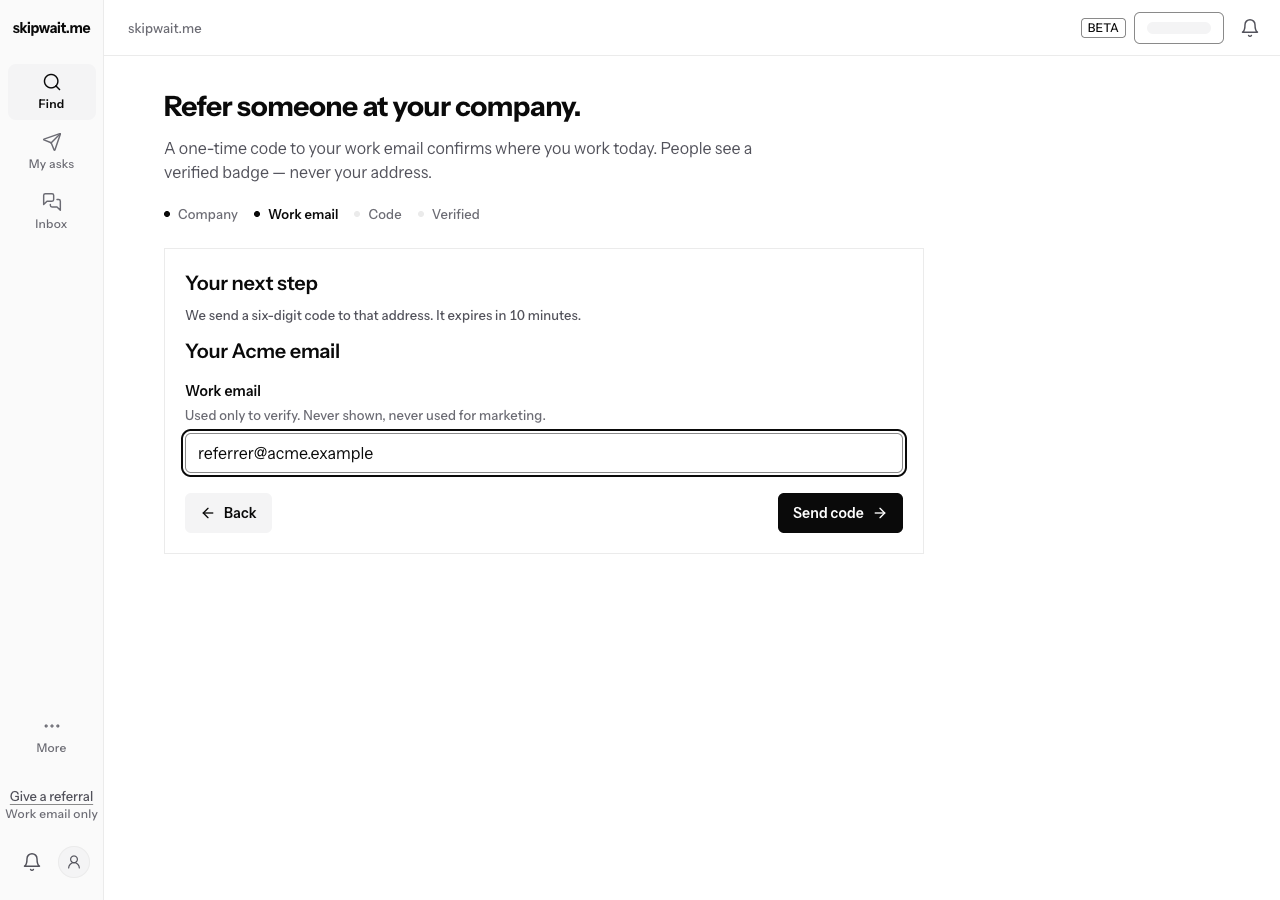 skipwait.me
Find
My asks
Inbox
More
Give a referral
Work email only
skipwait.me
BETA
Refer someone at your company.
A one-time code to your work email confirms where you work today. People see a
verified badge — never your address.
Company Work email Code Verified
Your next step
We send a six-digit code to that address. It expires in 10 minutes.
Your Acme email
Work email
Used only to verify. Never shown, never used for marketing.
referrer@acme.example
Back
Send code